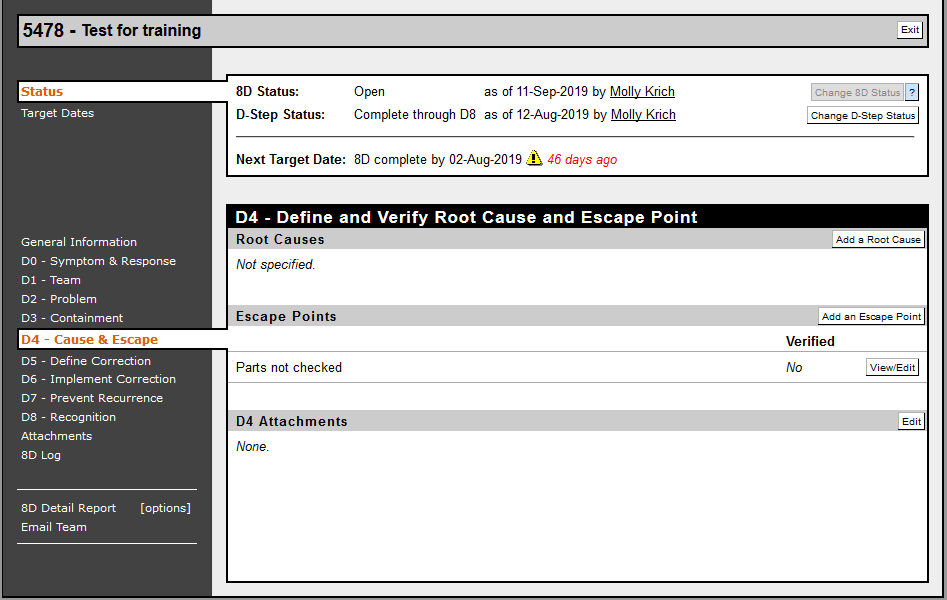 5478 - Test for training
Exit
Status
Target Dates
8D Status: Open as of 11-Sep-2019 by Molly Krich Change 8D Status ?
D-Step Status: Complete through D8 as of 12-Aug-2019 by Molly Krich Change D-Step Status
Next Target Date: 8D complete by 02-Aug-2019 46 days ago
General Information
D0 - Symptom & Response
D1 - Team
D2 - Problem
D3 - Containment
D4 - Cause & Escape
D5 - Define Correction
D6 - Implement Correction
D7 - Prevent Recurrence
D8 - Recognition
Attachments
8D Log
8D Detail Report [options]
Email Team
D4 - Define and Verify Root Cause and Escape Point
Root Causes Add a Root Cause
Not specified.
Escape Points Add an Escape Point
Verified
Parts not checked No View/Edit
D4 Attachments Edit
None.